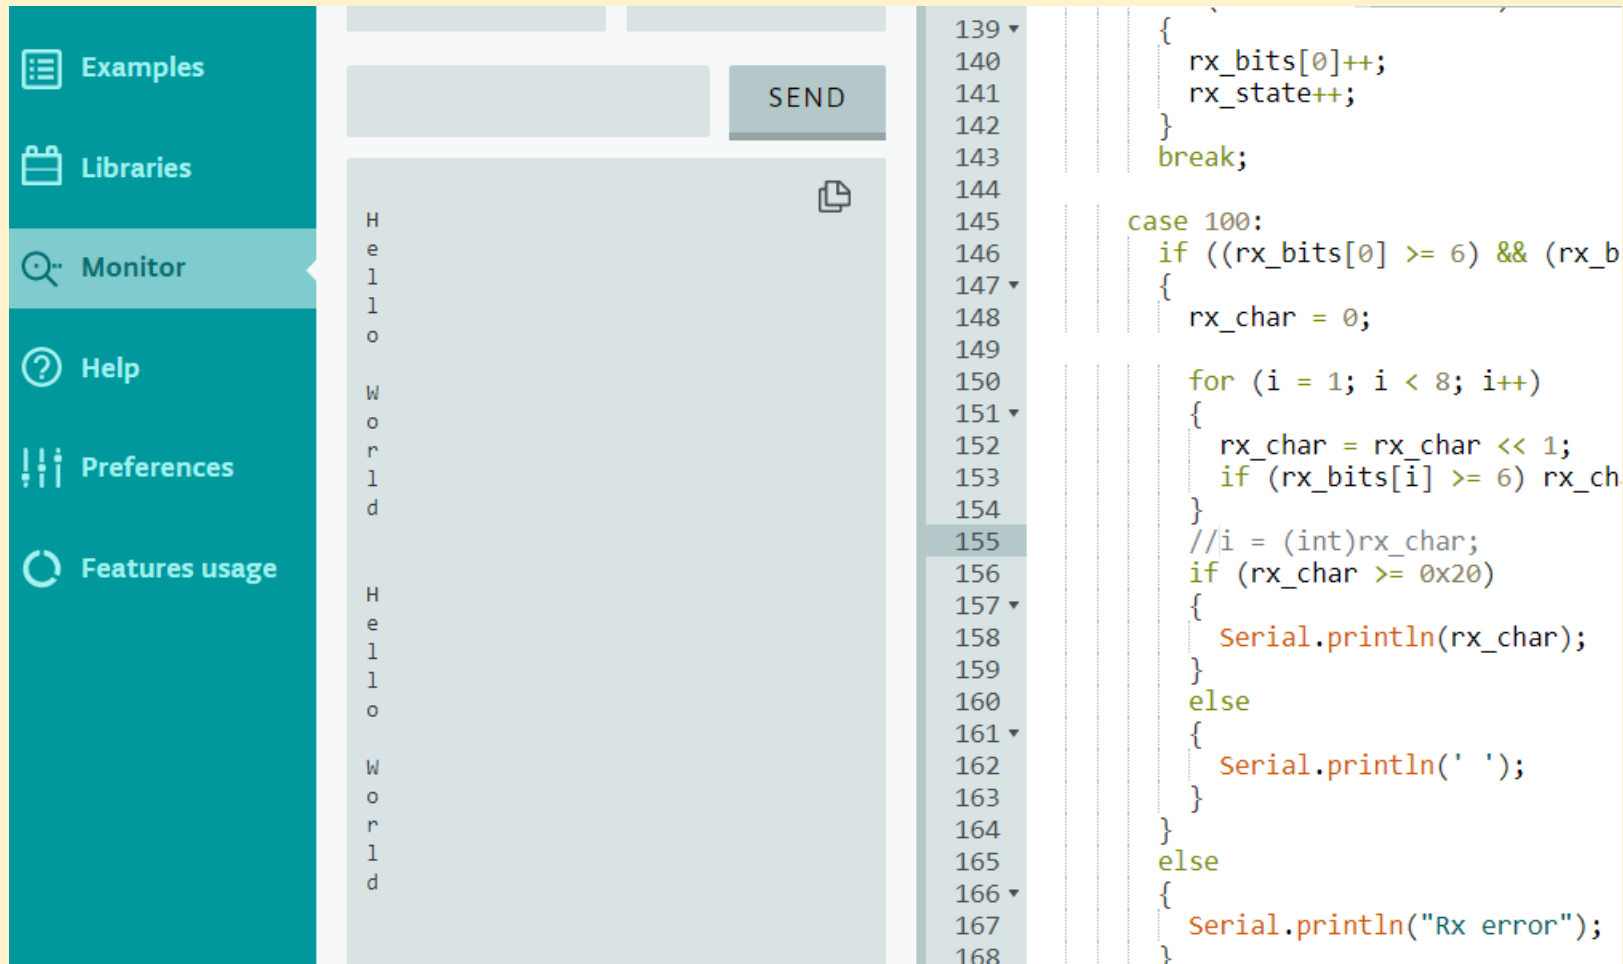 Examples
Libraries
Monitor
Help
Preferences
Features usage
SEND
H
e
l
l
o
W
o
r
l
d
H
e
l
l
o
W
o
r
l
d
139 {
140 rx_bits[0]++;
141 rx_state++;
142 }
143 break;
144
145 case 100:
146 if ((rx_bits[0] >= 6) && (rx_b
147 {
148 rx_char = 0;
149
150 for (i = 1; i < 8; i++)
151 {
152 rx_char = rx_char << 1;
153 if (rx_bits[i] >= 6) rx_ch
154 }
155 //i = (int)rx_char;
156 if (rx_char >= 0x20)
157 {
158 Serial.println(rx_char);
159 }
160 else
161 {
162 Serial.println(' ');
163 }
164 }
165 else
166 {
167 Serial.println("Rx error");
168 }